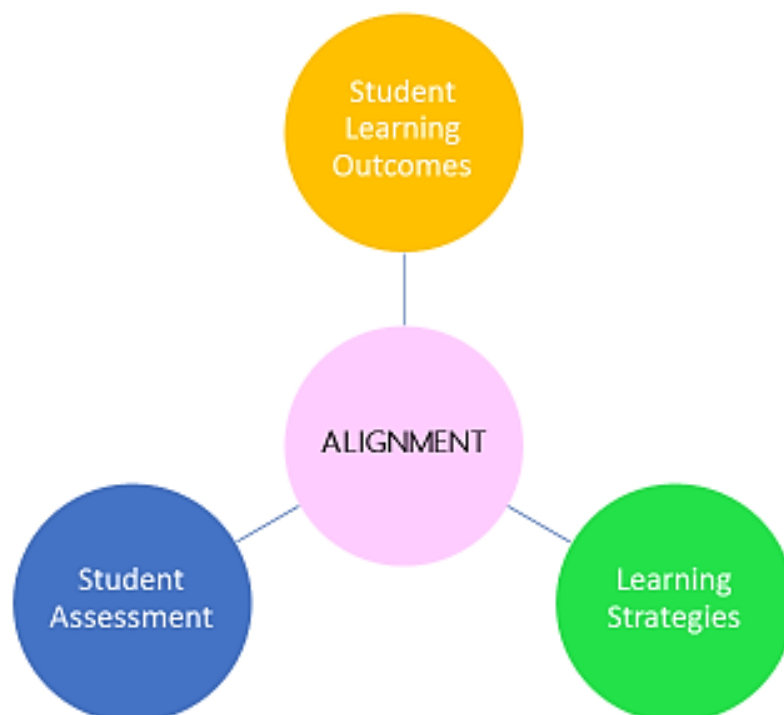 Student
Learning
Outcomes
ALIGNMENT
Student
Assessment
Learning
Strategies